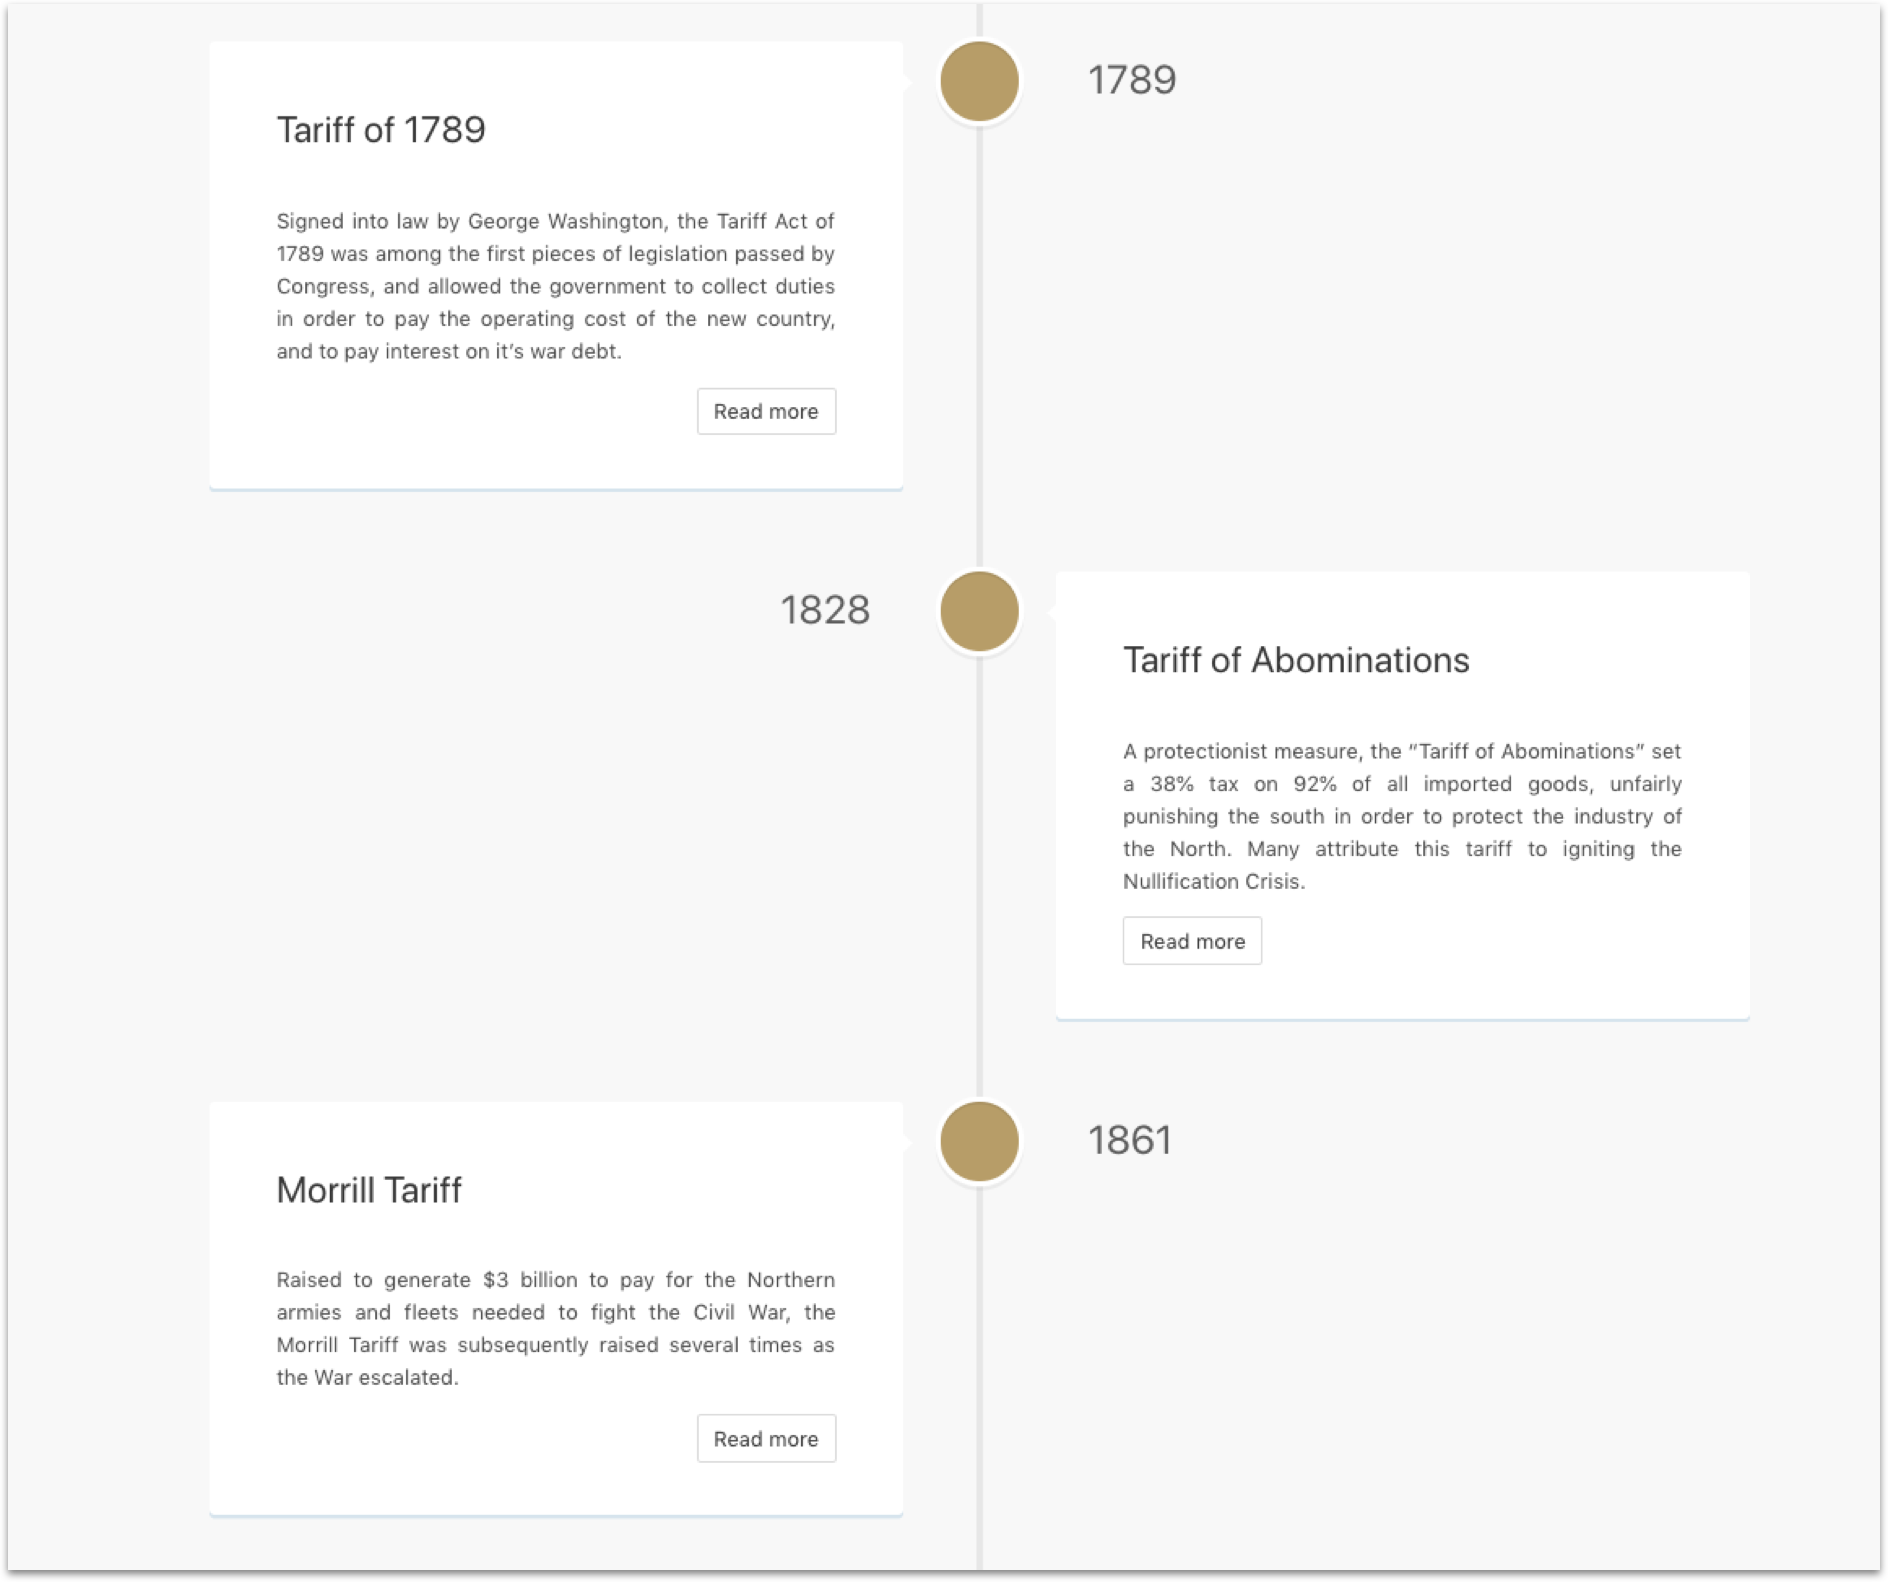 1789
Tariff of 1789
Signed into law by George Washington, the Tariff Act of
1789 was among the first pieces of legislation passed by
Congress, and allowed the government to collect duties
in order to pay the operating cost of the new country,
and to pay interest on it’s war debt.
Read more
1828
Tariff of Abominations
A protectionist measure, the “Tariff of Abominations” set
a 38% tax on 92% of all imported goods, unfairly
punishing the south in order to protect the industry of
the North. Many attribute this tariff to igniting the
Nullification Crisis.
Read more
1861
Morrill Tariff
Raised to generate $3 billion to pay for the Northern
armies and fleets needed to fight the Civil War, the
Morrill Tariff was subsequently raised several times as
the War escalated.
Read more